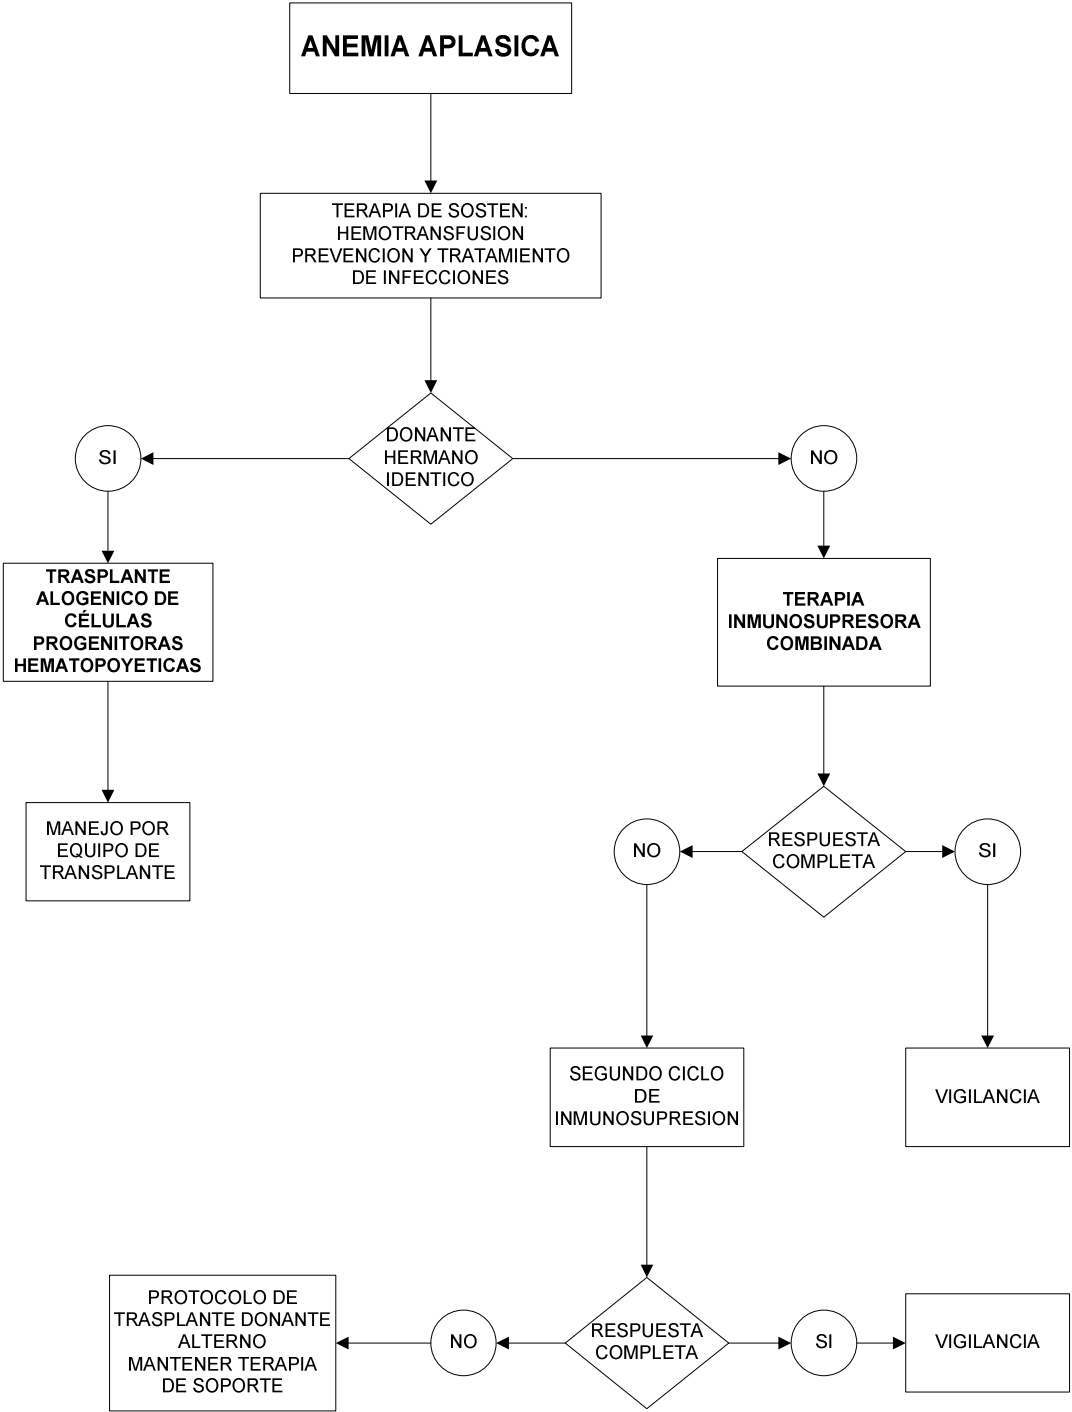 ANEMIA APLASICA
TERAPIA DE SOSTEN:
HEMOTRANSFUSION
PREVENCION Y TRATAMIENTO
DE INFECCIONES
DONANTE
HERMANO
IDENTICO
SI
NO
TRASPLANTE
ALOGENICO DE
CÉLULAS
PROGENITORAS
HEMATOPOYETICAS
TERAPIA
INMUNOSUPRESORA
COMBINADA
MANEJO POR
EQUIPO DE
TRANSPLANTE
RESPUESTA
COMPLETA
NO
SI
SEGUNDO CICLO
DE
INMUNOSUPRESION
VIGILANCIA
RESPUESTA
COMPLETA
NO
SI
PROTOCOLO DE
TRASPLANTE DONANTE
ALTERNO
MANTENER TERAPIA
DE SOPORTE
VIGILANCIA